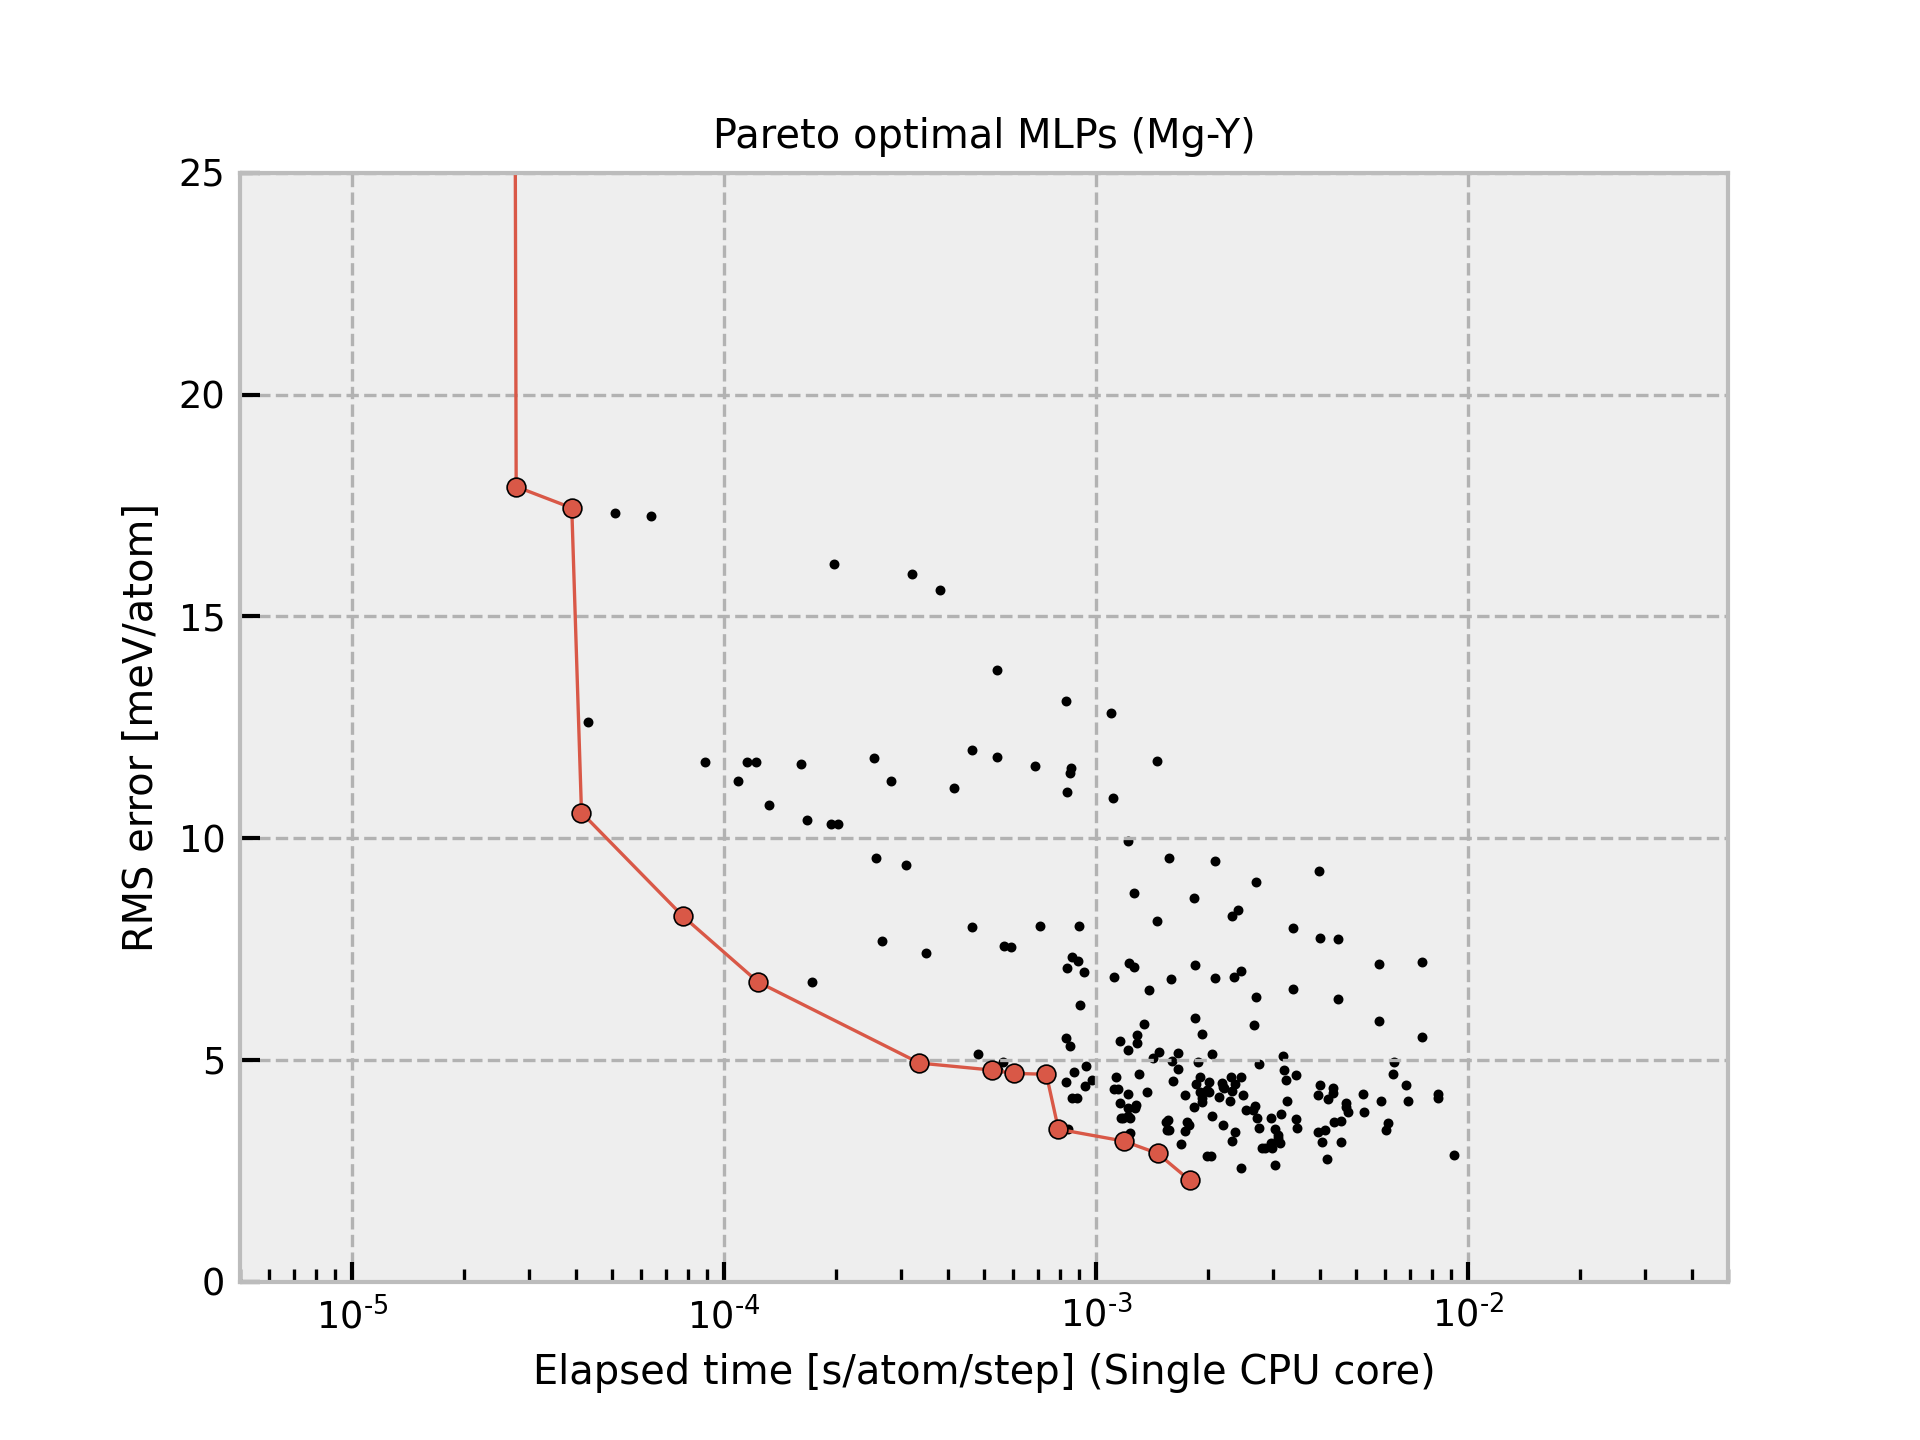 Pareto optimal MLPs (Mg-Y)
25
20
15
10
5
0
RMS error [meV/atom]
10^-5 10^-4 10^-3 10^-2
Elapsed time [s/atom/step] (Single CPU core)